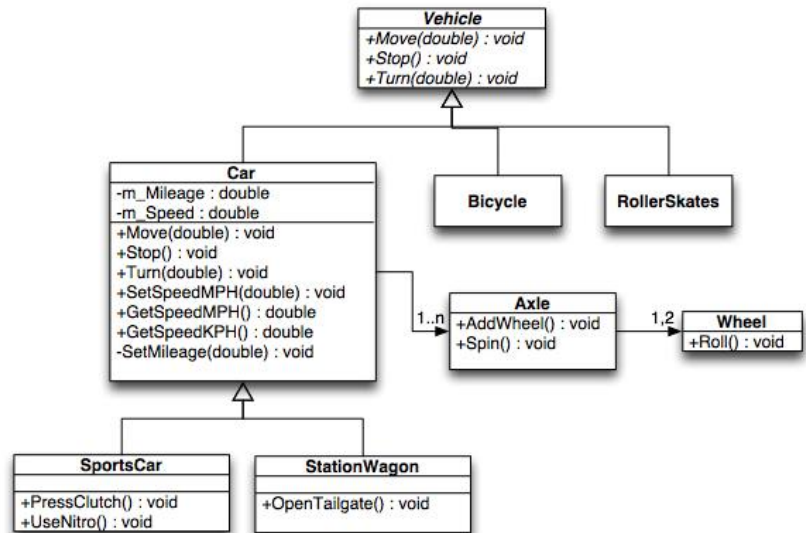 Vehicle
+Move(double) : void
+Stop() : void
+Turn(double) : void
Car
-m_Mileage : double
-m_Speed : double
+Move(double) : void
+Stop() : void
+Turn(double) : void
+SetSpeedMPH(double) : void
+GetSpeedMPH() : double
+GetSpeedKPH() : double
-SetMileage(double) : void
Bicycle
RollerSkates
1..n
Axle
+AddWheel() : void
+Spin() : void
1,2
Wheel
+Roll() : void
SportsCar
+PressClutch() : void
+UseNitro() : void
StationWagon
+OpenTailgate() : void